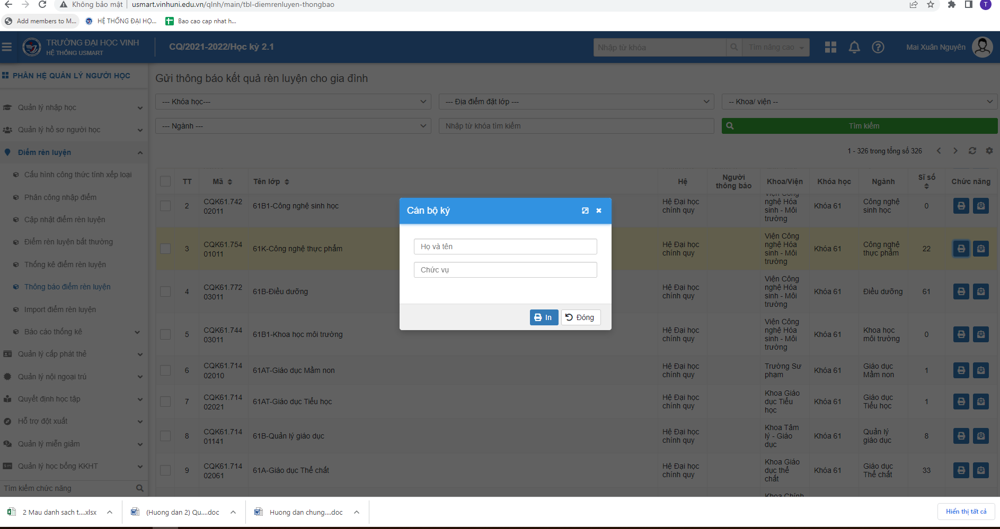 Không bảo mật
usmart.vinhuni.edu.vn/qlnh/main/tbl-diemrenluyen-thongbao
T
Add members to M...
HỆ THỐNG ĐẠI HỌ...
Bao cao cap nhat h...
TRƯỜNG ĐẠI HỌC VINH
HỆ THỐNG USMART
CQ/2021-2022/Học kỳ 2.1
Nhập từ khóa
Tìm nâng cao
Mai Xuân Nguyên
PHÂN HỆ QUẢN LÝ NGƯỜI HỌC
Quản lý nhập học
Quản lý hồ sơ người học
Điểm rèn luyện
Cấu hình công thức tính xếp loại
Phân công nhập điểm
Cập nhật điểm rèn luyện
Điểm rèn luyện bất thường
Thống kê điểm rèn luyện
Thông báo điểm rèn luyện
Import điểm rèn luyện
Báo cáo thống kê
Quản lý cấp phát thẻ
Quản lý nội ngoại trú
Quyết định học tập
Hỗ trợ đột xuất
Quản lý miễn giảm
Quản lý học bổng KKHT
Tìm kiếm chức năng
Gửi thông báo kết quả rèn luyện cho gia đình
--- Khóa học---
--- Địa điểm đặt lớp ---
-- Khoa/ viện --
--- Ngành ---
Nhập từ khóa tìm kiếm
Tìm kiếm
1 - 326 trong tổng số 326
TT
Mã
Tên lớp
Hệ
Người
thông báo
Khoa/Viện
Khóa học
Ngành
Sĩ số
Chức năng
2
CQK61.742
02011
61B1-Công nghệ sinh học
Hệ Đại học
chính quy
Viện Công
nghệ Hóa
sinh - Môi
trường
Khóa 61
Công nghệ
sinh học
0
3
CQK61.754
01011
61K-Công nghệ thực phẩm
Hệ Đại học
chính quy
Viện Công
nghệ Hóa
sinh - Môi
trường
Khóa 61
Công nghệ
thực phẩm
22
4
CQK61.772
03011
61B-Điều dưỡng
Hệ Đại học
chính quy
Viện Công
nghệ Hóa
sinh - Môi
trường
Khóa 61
Điều dưỡng
61
5
CQK61.744
03011
61B1-Khoa học môi trường
Hệ Đại học
chính quy
Viện Công
nghệ Hóa
sinh - Môi
trường
Khóa 61
Khoa học
môi trường
0
6
CQK61.714
02010
61AT-Giáo dục Mầm non
Hệ Đại học
chính quy
Trường Sư
phạm
Khóa 61
Giáo dục
Mầm non
1
7
CQK61.714
02021
61AT-Giáo dục Tiểu học
Hệ Đại học
chính quy
Khoa Giáo
dục Tiểu
học
Khóa 61
Giáo dục
Tiểu học
1
8
CQK61.714
01141
61B-Quản lý giáo dục
Hệ Đại học
chính quy
Khoa Tâm
lý - Giáo
dục
Khóa 61
Quản lý
giáo dục
8
9
CQK61.714
02061
61A-Giáo dục Thể chất
Hệ Đại học
chính quy
Khoa Giáo
dục thể
chất
Khóa 61
Giáo dục
Thể chất
33
Khoa Chính
Cán bộ ký
Họ và tên
Chức vụ
In
Đóng
2 Mau danh sach t....xlsx
(Huong dan 2) Qu....doc
Huong dan chung....doc
Hiển thị tất cả